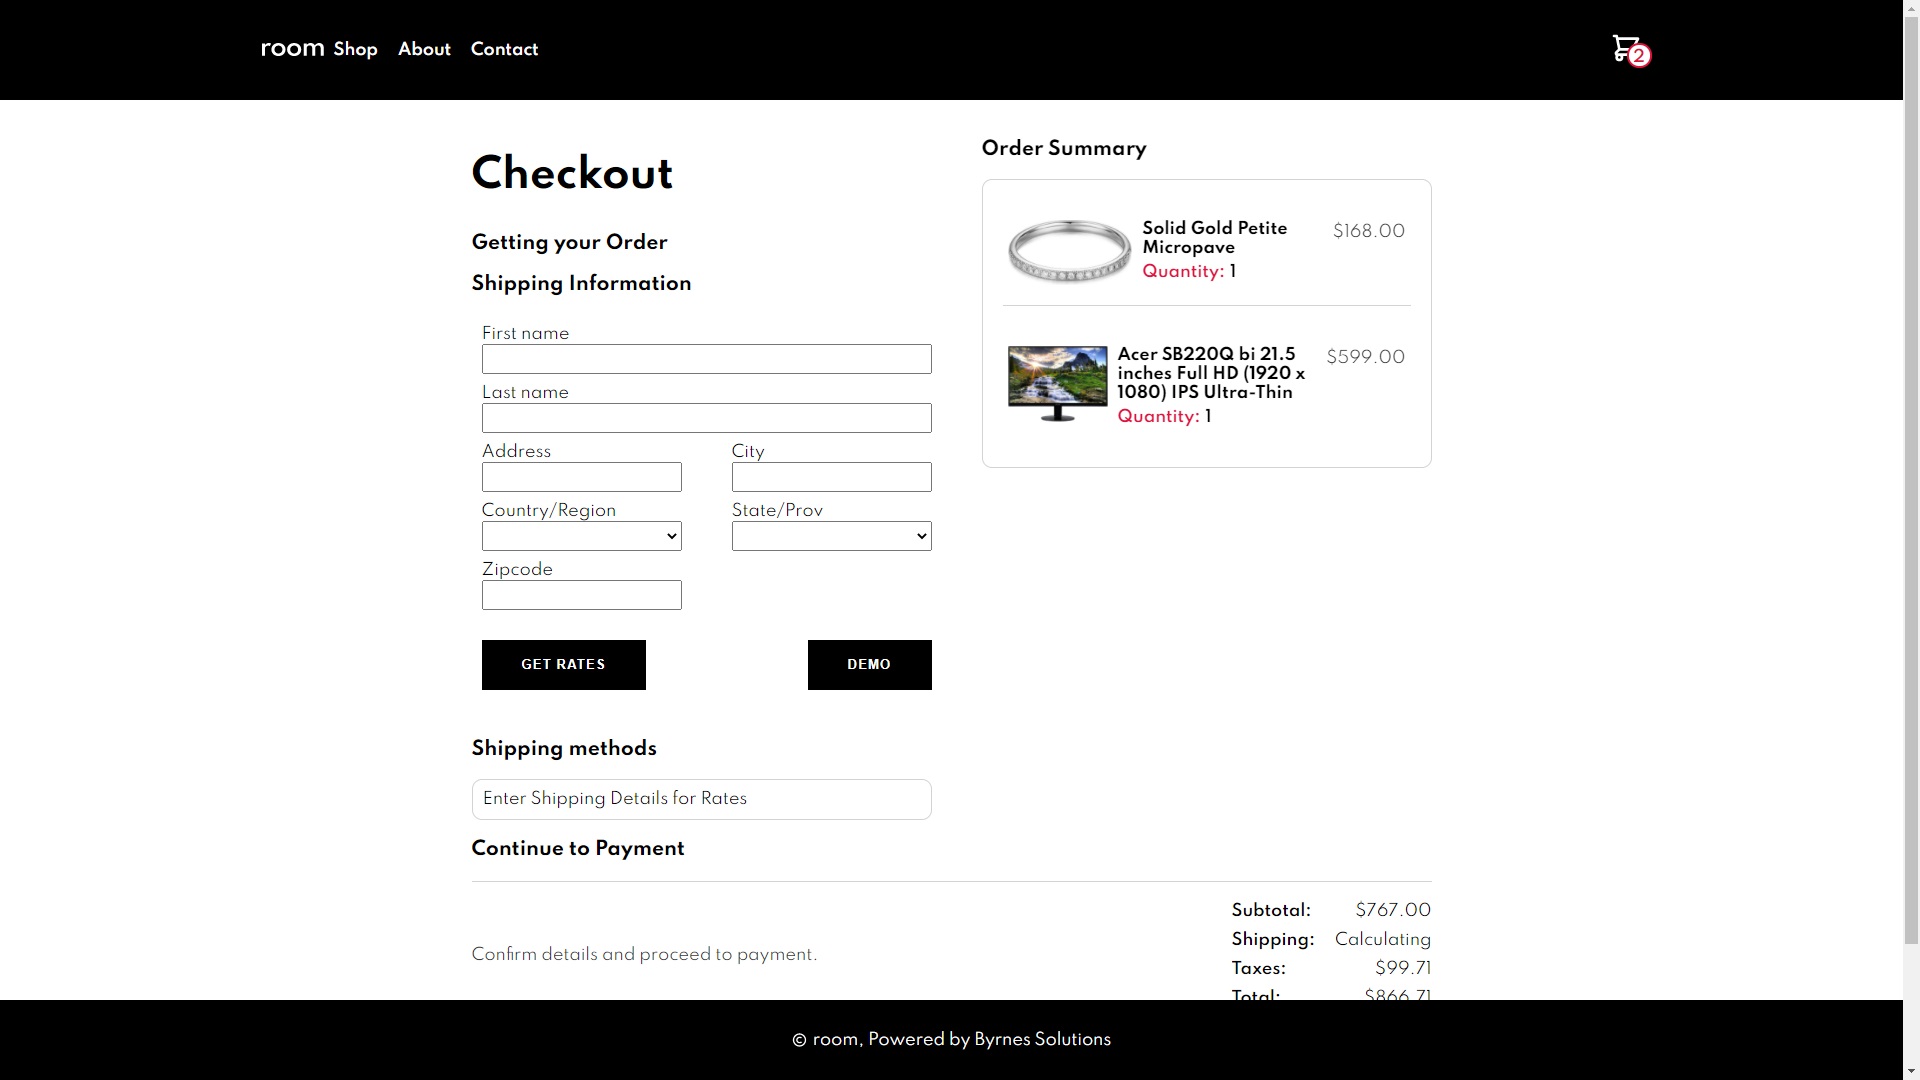 room Shop About Contact
2
Checkout
Getting your Order
Shipping Information
First name
Last name
Address City
Country/Region State/Prov
Zipcode
GET RATES DEMO
Shipping methods
Enter Shipping Details for Rates
Continue to Payment
Order Summary
Solid Gold Petite $168.00
Micropave
Quantity: 1
Acer SB220Q bi 21.5 $599.00
inches Full HD (1920 x
1080) IPS Ultra-Thin
Quantity: 1
Confirm details and proceed to payment.
Subtotal: $767.00
Shipping: Calculating
Taxes: $99.71
Total: $866.71
© room, Powered by Byrnes Solutions